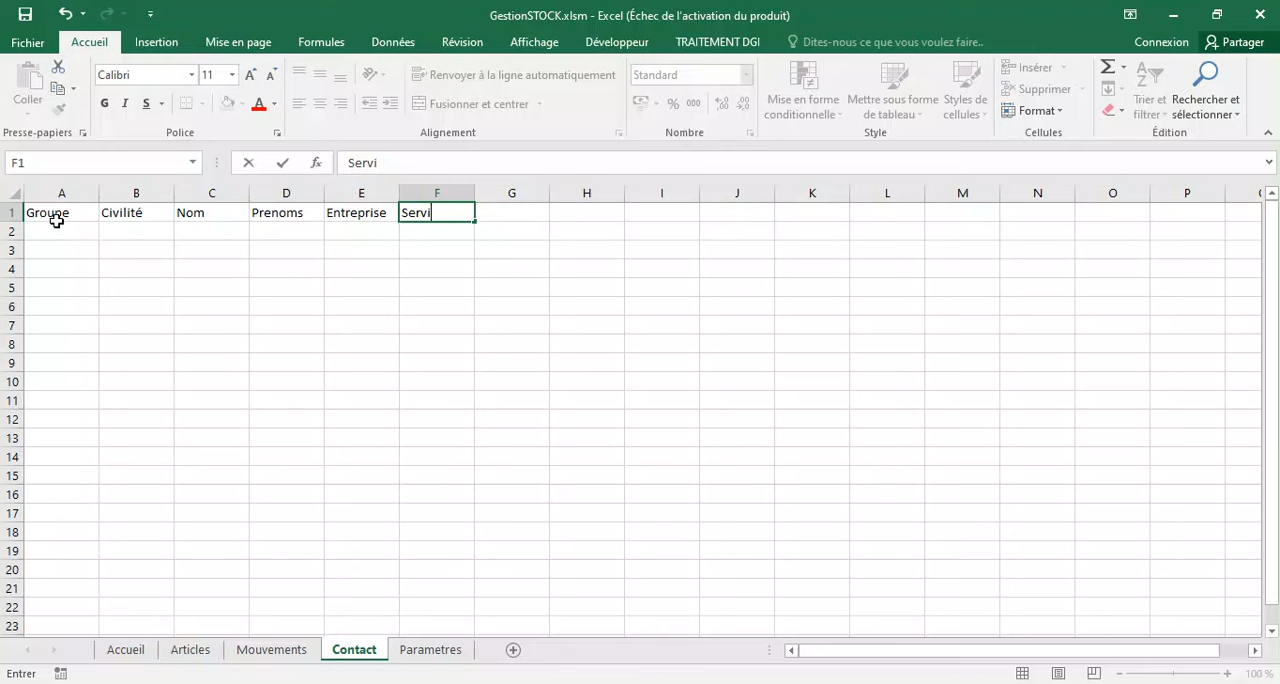 GestionSTOCK.xlsm - Excel (Échec de l'activation du produit)
Fichier Accueil Insertion Mise en page Formules Données Révision Affichage Développeur TRAITEMENT DGI Dites-nous ce que vous voulez faire.. Connexion Partager
Coller
Presse-papiers
Calibri 11
G I S
Police
Renvoyer à la ligne automatiquement
Fusionner et centrer
Alignement
Standard
% 000
Nombre
Mise en forme conditionnelle
Mettre sous forme de tableau
Styles de cellules
Style
Insérer
Supprimer
Format
Cellules
Trier et filtrer
Rechercher et sélectionner
Édition
F1 fx Servi
A B C D E F G H I J K L M N O P
1 Groupe Civilité Nom Prenoms Entreprise Servi
2
3
4
5
6
7
8
9
10
11
12
13
14
15
16
17
18
19
20
21
22
23
Accueil Articles Mouvements Contact Parametres
Entrer 100 %